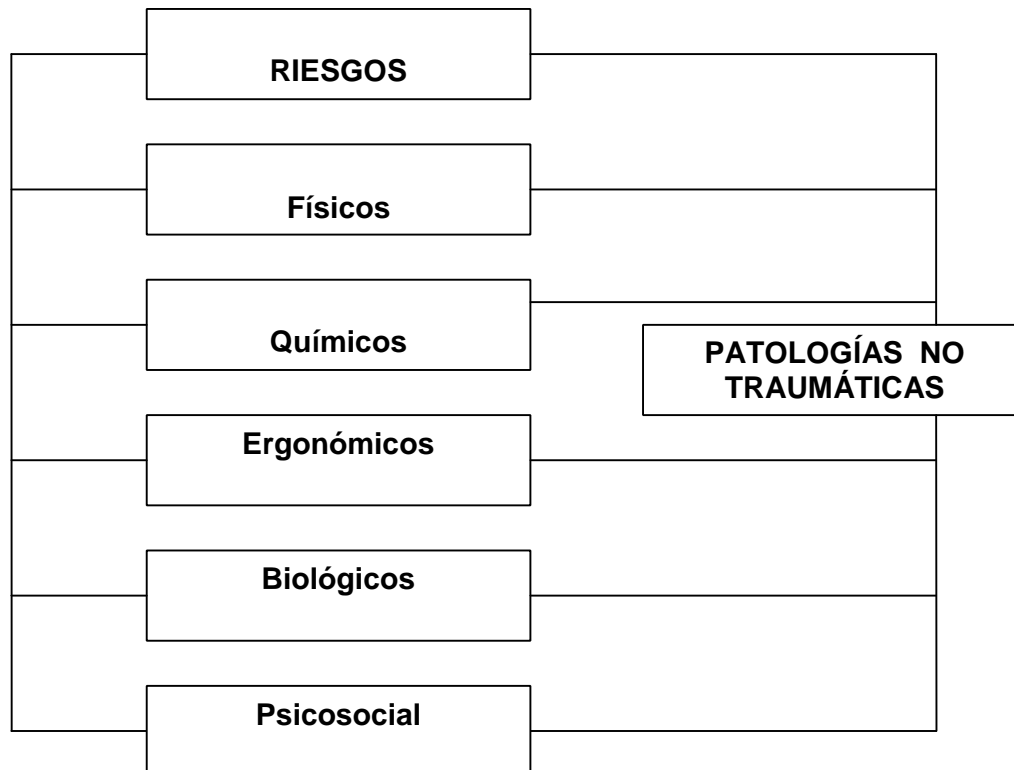 RIESGOS
Físicos
Químicos
PATOLOGÍAS NO
TRAUMÁTICAS
Ergonómicos
Biológicos
Psicosocial